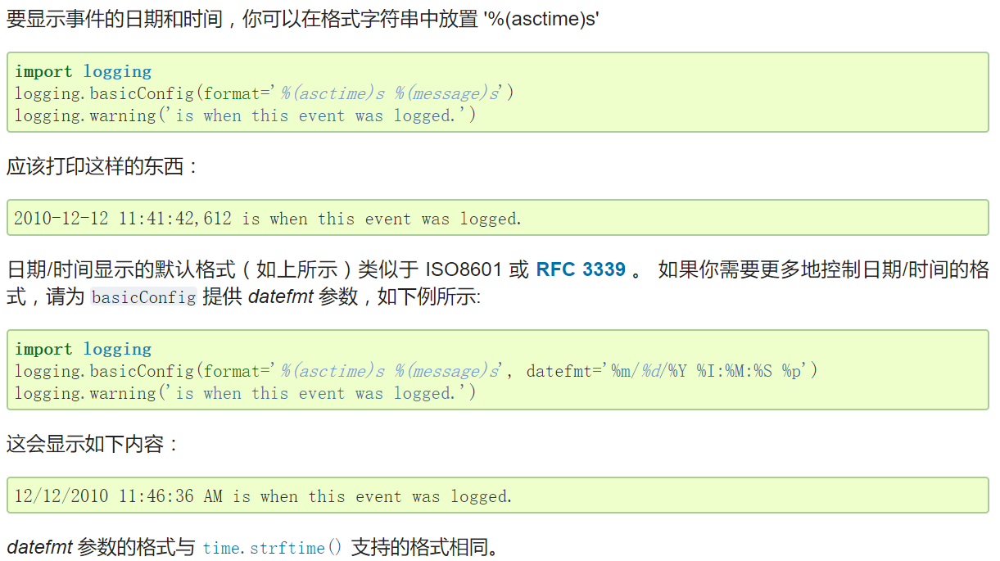 要显示事件的日期和时间，你可以在格式字符串中放置 '%(asctime)s'
import logging
logging.basicConfig(format='%(asctime)s %(message)s')
logging.warning('is when this event was logged.')
应该打印这样的东西：
2010-12-12 11:41:42,612 is when this event was logged.
日期/时间显示的默认格式（如上所示）类似于 ISO8601 或 RFC 3339 。 如果你需要更多地控制日期/时间的格
式，请为 basicConfig 提供 datefmt 参数，如下例所示:
import logging
logging.basicConfig(format='%(asctime)s %(message)s', datefmt='%m/%d/%Y %I:%M:%S %p')
logging.warning('is when this event was logged.')
这会显示如下内容：
12/12/2010 11:46:36 AM is when this event was logged.
datefmt 参数的格式与 time.strftime() 支持的格式相同。